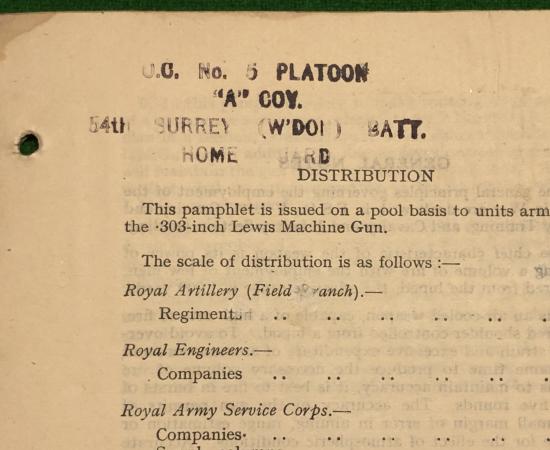 O.C. No. 5 PLATOON
"A" COY.
54th SURREY (W'DON) BATT.
HOME GUARD
DISTRIBUTION
This pamphlet is issued on a pool basis to units arm
the ·303-inch Lewis Machine Gun.
The scale of distribution is as follows :—
Royal Artillery (Field Branch).—
Regiments .. .. .. .. .. ..
Royal Engineers.—
Companies .. .. .. .. .. ..
Royal Army Service Corps.—
Companies .. .. .. .. .. ..